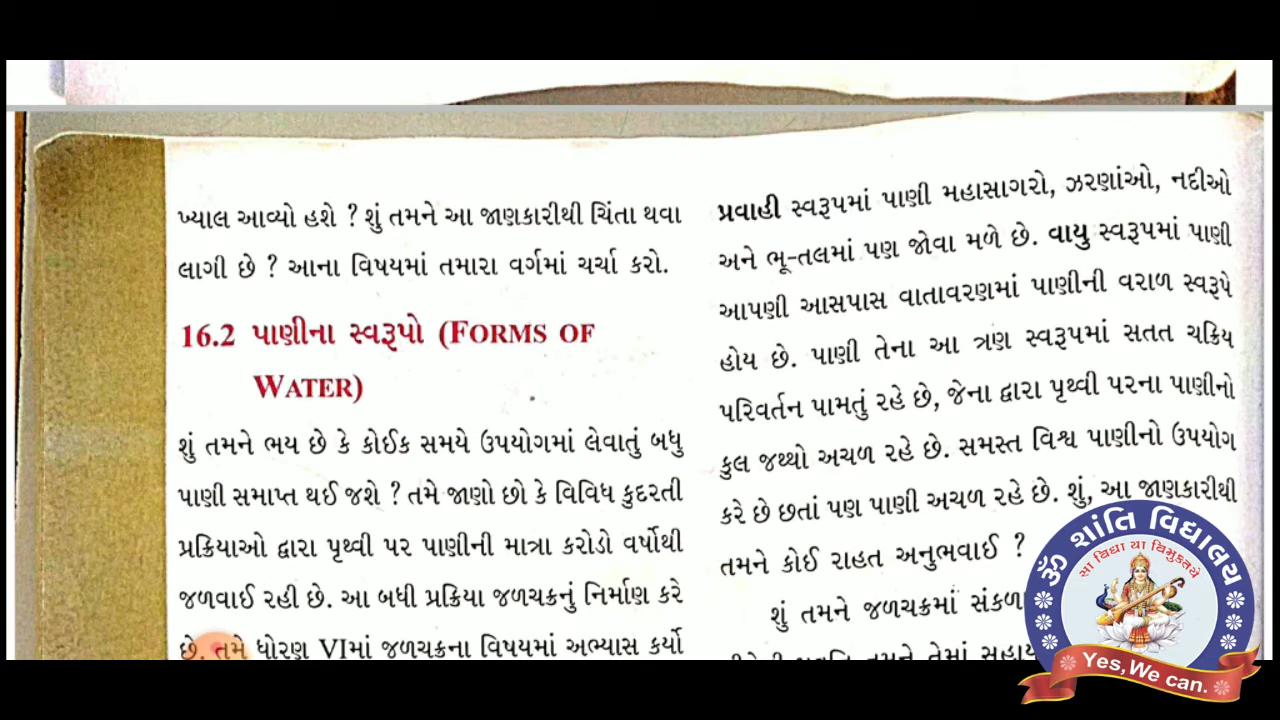 ખ્યાલ આવ્યો હશે ? શું તમને આ જાણકારીથી ચિંતા થવા
લાગી છે ? આના વિષયમાં તમારા વર્ગમાં ચર્ચા કરો.
16.2 પાણીના સ્વરૂપો (FORMS OF
WATER)
શું તમને ભય છે કે કોઈક સમયે ઉપયોગમાં લેવાતું બધુ
પાણી સમાપ્ત થઈ જશે ? તમે જાણો છો કે વિવિધ કુદરતી
પ્રક્રિયાઓ દ્વારા પૃથ્વી પર પાણીની માત્રા કરોડો વર્ષોથી
જળવાઈ રહી છે. આ બધી પ્રક્રિયા જળચક્રનું નિર્માણ કરે
છે. તમે ધોરણ VIમાં જળચક્રના વિષયમાં અભ્યાસ કર્યો
પ્રવાહી સ્વરૂપમાં પાણી મહાસાગરો, ઝરણાંઓ, નદીઓ
અને ભૂ-તલમાં પણ જોવા મળે છે. વાયુ સ્વરૂપમાં પાણી
આપણી આસપાસ વાતાવરણમાં પાણીની વરાળ સ્વરૂપે
હોય છે. પાણી તેના આ ત્રણ સ્વરૂપમાં સતત ચક્રિય
પરિવર્તન પામતું રહે છે, જેના દ્વારા પૃથ્વી પરના પાણીનો
કુલ જથ્થો અચળ રહે છે. સમસ્ત વિશ્વ પાણીનો ઉપયોગ
કરે છે છતાં પણ પાણી અચળ રહે છે. શું, આ જાણકારીથી
તમને કોઈ રાહત અનુભવાઈ ?
શું તમને જળચક્રમાં
તમને તેમાં
ૐ શાંતિ વિદ્યાલય
सा विद्या या विमुक्तये
Yes, We can.